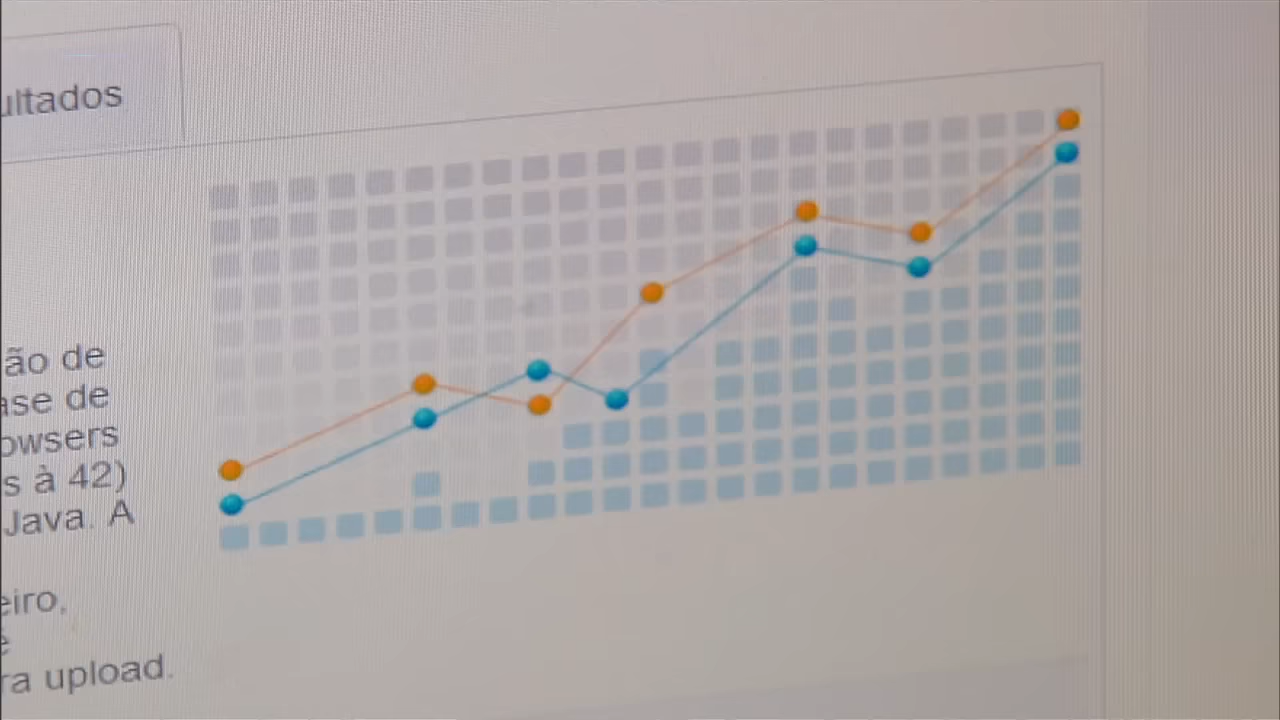 ultados
ão de
ase de
owsers
s à 42)
Java. A
eiro,
é
ra upload.